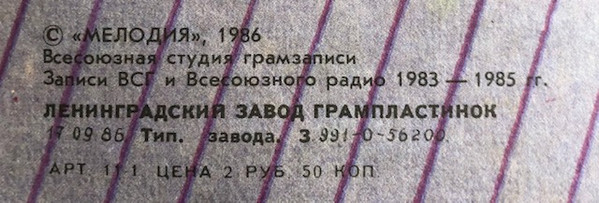 © «МЕЛОДИЯ», 1986
Всесоюзная студия грамзаписи
Записи ВСГ и Всесоюзного радио 1983 — 1985 гг.
ЛЕНИНГРАДСКИЙ ЗАВОД ГРАМПЛАСТИНОК
17 09 86 Тип. завода. З 991-0-56200
АРТ. 11-1 ЦЕНА 2 РУБ. 50 КОП.